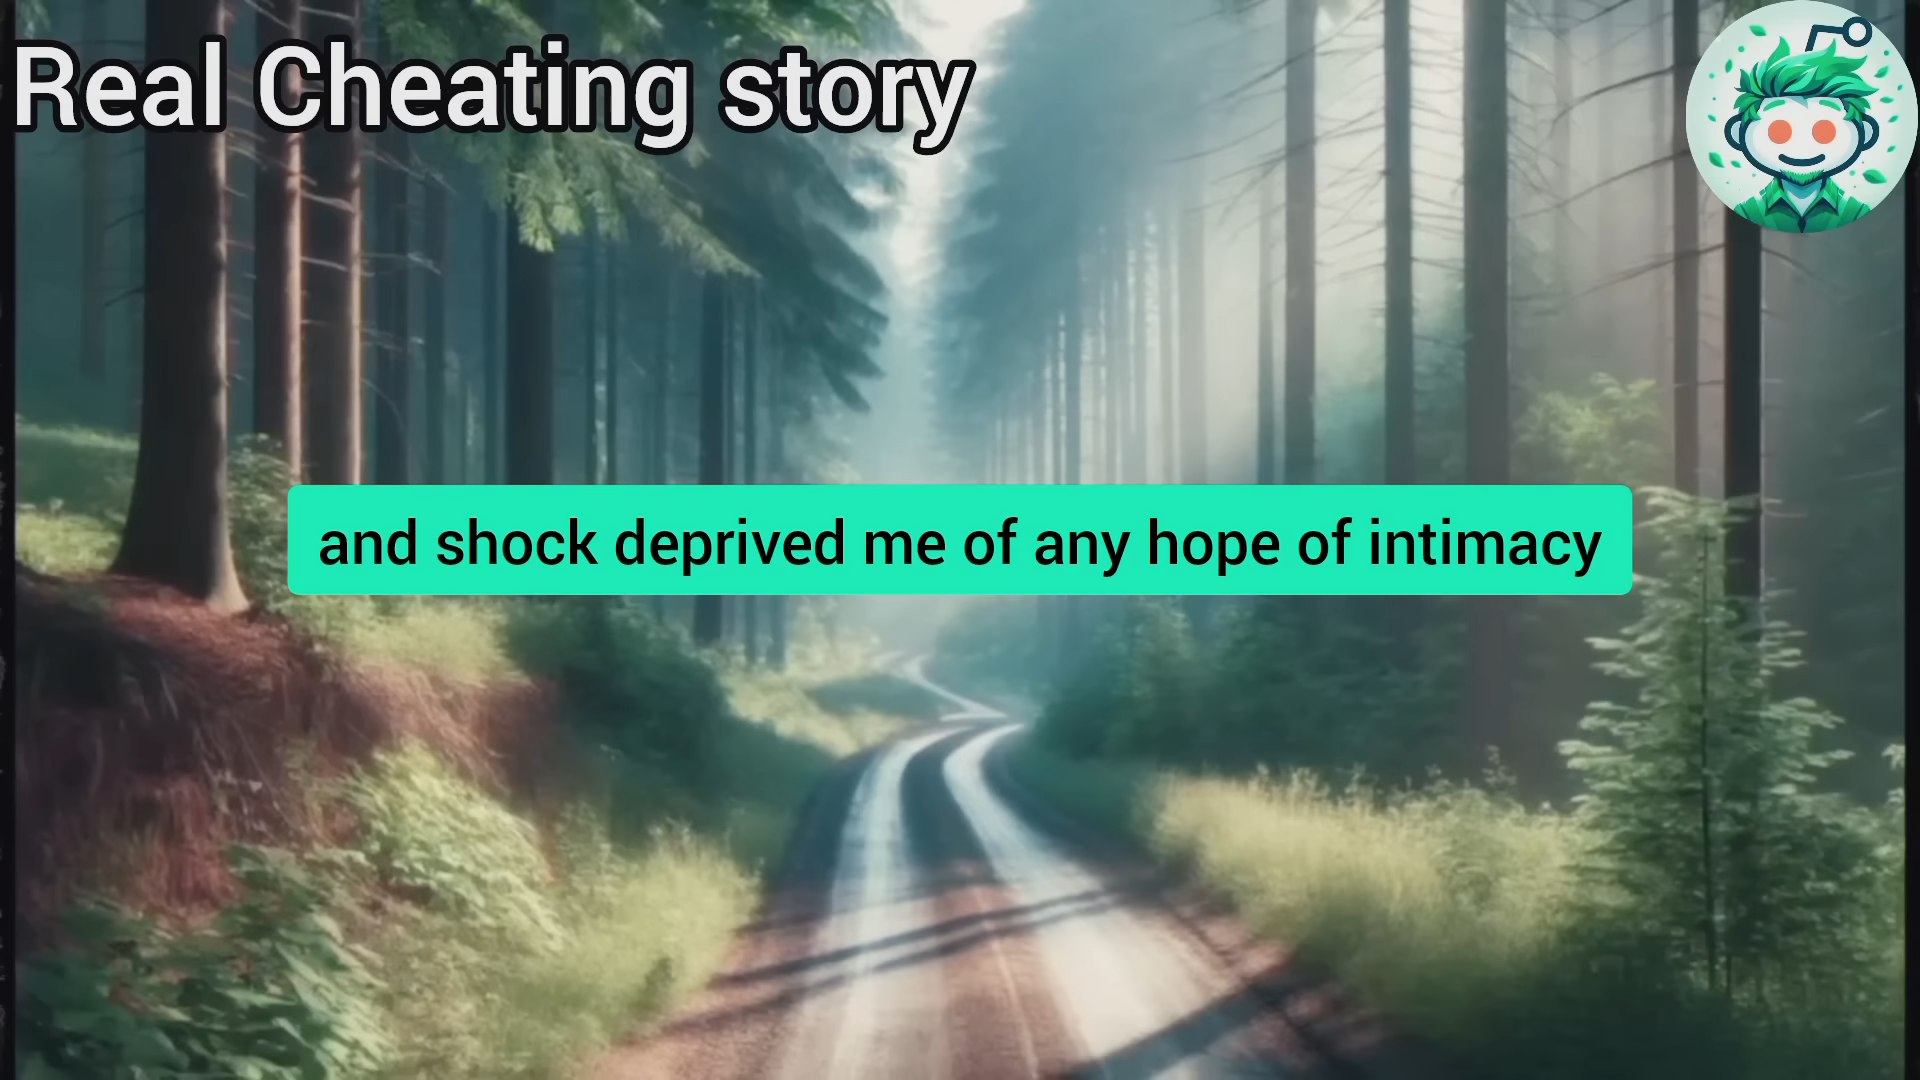 Real Cheating story
and shock deprived me of any hope of intimacy